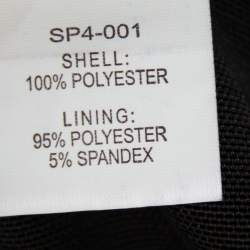 SP4-001
SHELL:
100% POLYESTER
LINING:
95% POLYESTER
5% SPANDEX